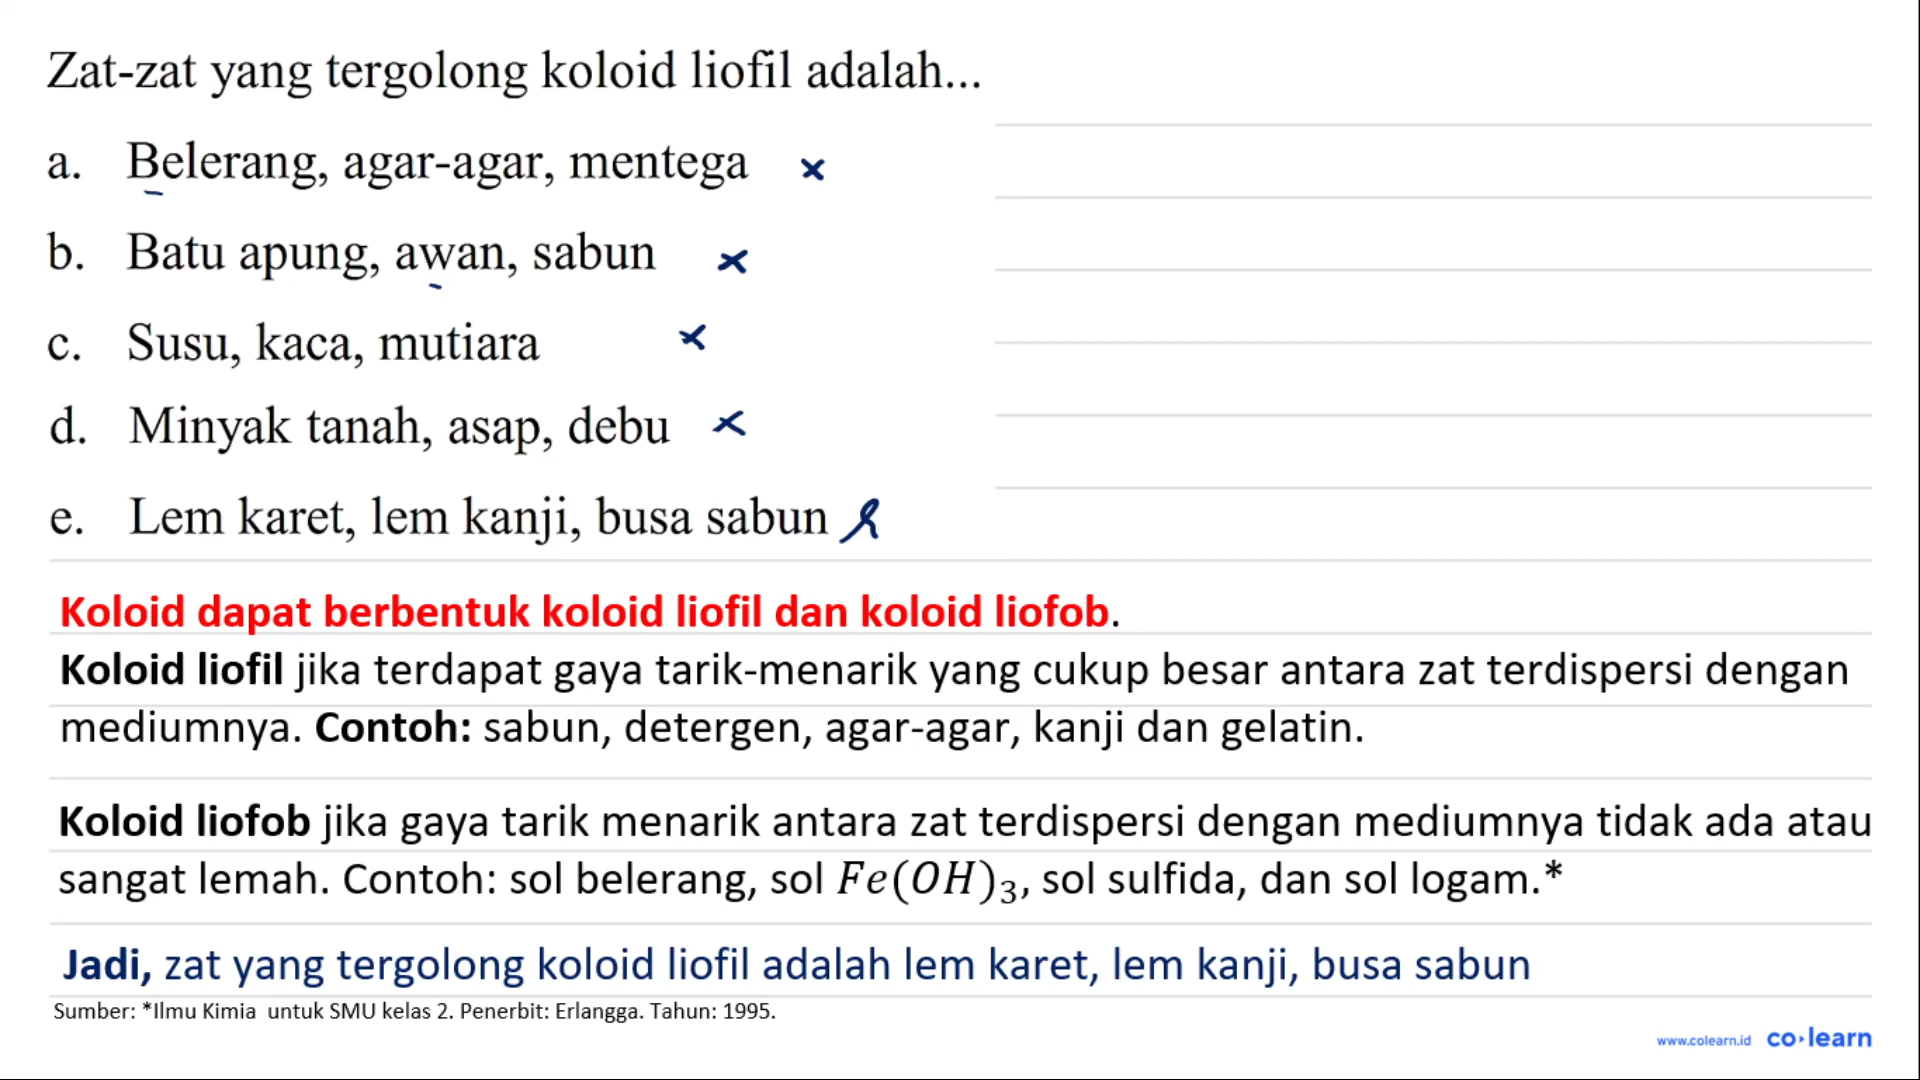 Zat-zat yang tergolong koloid liofil adalah...
a. Belerang, agar-agar, mentega ×
b. Batu apung, awan, sabun ×
c. Susu, kaca, mutiara ×
d. Minyak tanah, asap, debu ×
e. Lem karet, lem kanji, busa sabun
Koloid dapat berbentuk koloid liofil dan koloid liofob.
Koloid liofil jika terdapat gaya tarik-menarik yang cukup besar antara zat terdispersi dengan
mediumnya. Contoh: sabun, detergen, agar-agar, kanji dan gelatin.
Koloid liofob jika gaya tarik menarik antara zat terdispersi dengan mediumnya tidak ada atau
sangat lemah. Contoh: sol belerang, sol Fe(OH)₃, sol sulfida, dan sol logam.*
Jadi, zat yang tergolong koloid liofil adalah lem karet, lem kanji, busa sabun
Sumber: *Ilmu Kimia untuk SMU kelas 2. Penerbit: Erlangga. Tahun: 1995.
www.colearn.id co·learn